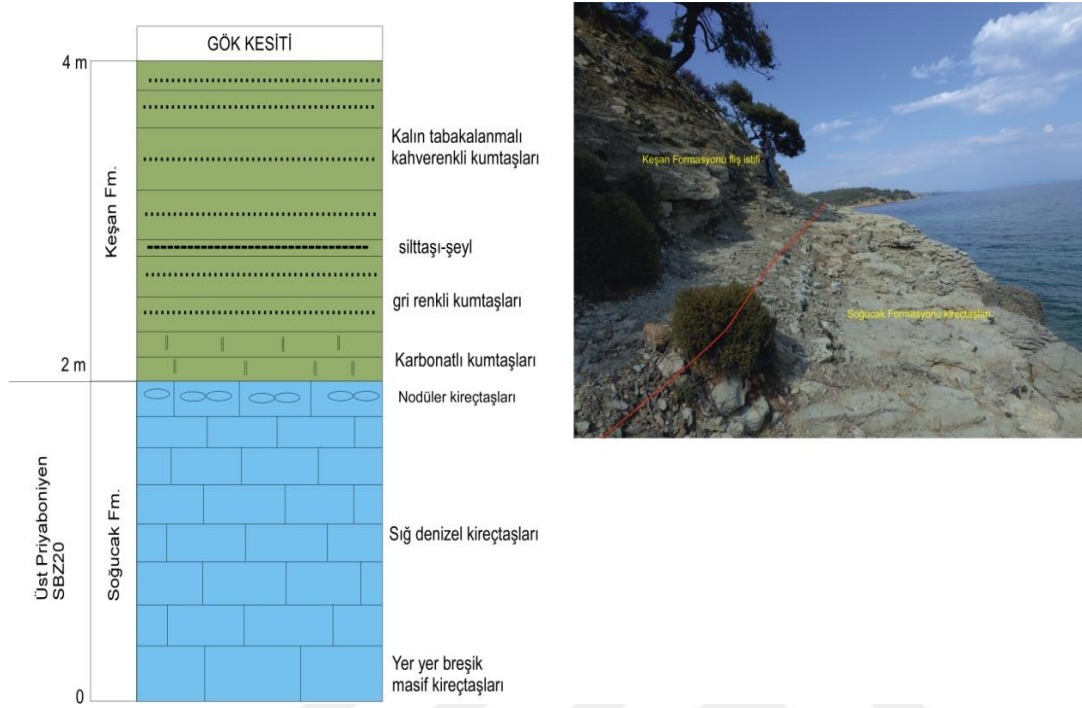 GÖK KESİTİ
4 m
Keşan Fm.
Kalın tabakalanmalı
kahverenkli kumtaşları
silttaşı-şeyl
gri renkli kumtaşları
Karbonatlı kumtaşları
2 m
Nodüler kireçtaşları
Üst Priyaboniyen
SBZ20
Soğucak Fm.
Sığ denizel kireçtaşları
Yer yer breşik
masif kireçtaşları
0
Keşan Formasyonu fliş istifi
Soğucak Formasyonu kireçtaşları